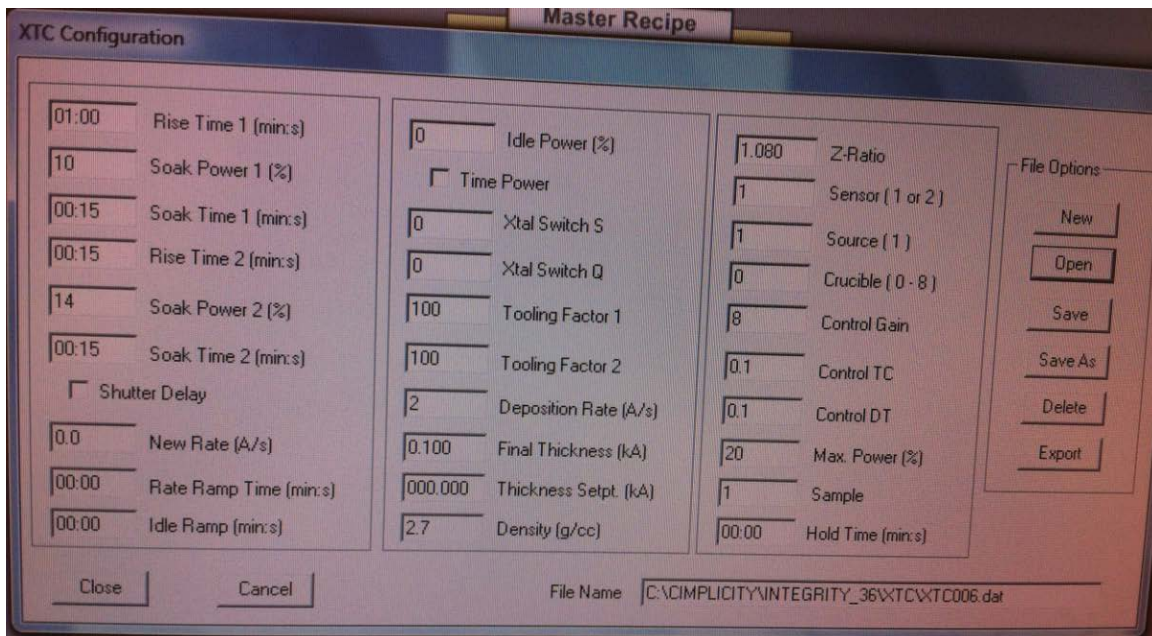 Master Recipe
XTC Configuration
01:00 Rise Time 1 (min:s)
10 Soak Power 1 (%)
00:15 Soak Time 1 (min:s)
00:15 Rise Time 2 (min:s)
14 Soak Power 2 (%)
00:15 Soak Time 2 (min:s)
Shutter Delay
0.0 New Rate (A/s)
00:00 Rate Ramp Time (min:s)
00:00 Idle Ramp (min:s)
0 Idle Power (%)
Time Power
0 Xtal Switch S
0 Xtal Switch Q
100 Tooling Factor 1
100 Tooling Factor 2
2 Deposition Rate (A/s)
0.100 Final Thickness (kA)
000.000 Thickness Setpt. (kA)
2.7 Density (g/cc)
1.080 Z-Ratio
1 Sensor ( 1 or 2 )
1 Source ( 1 )
0 Crucible ( 0 - 8 )
8 Control Gain
0.1 Control TC
0.1 Control DT
20 Max. Power (%)
1 Sample
00:00 Hold Time (min:s)
File Options
New
Open
Save
Save As
Delete
Export
Close
Cancel
File Name C:\CIMPLICITY\INTEGRITY_36\XTC\XTC006.dat